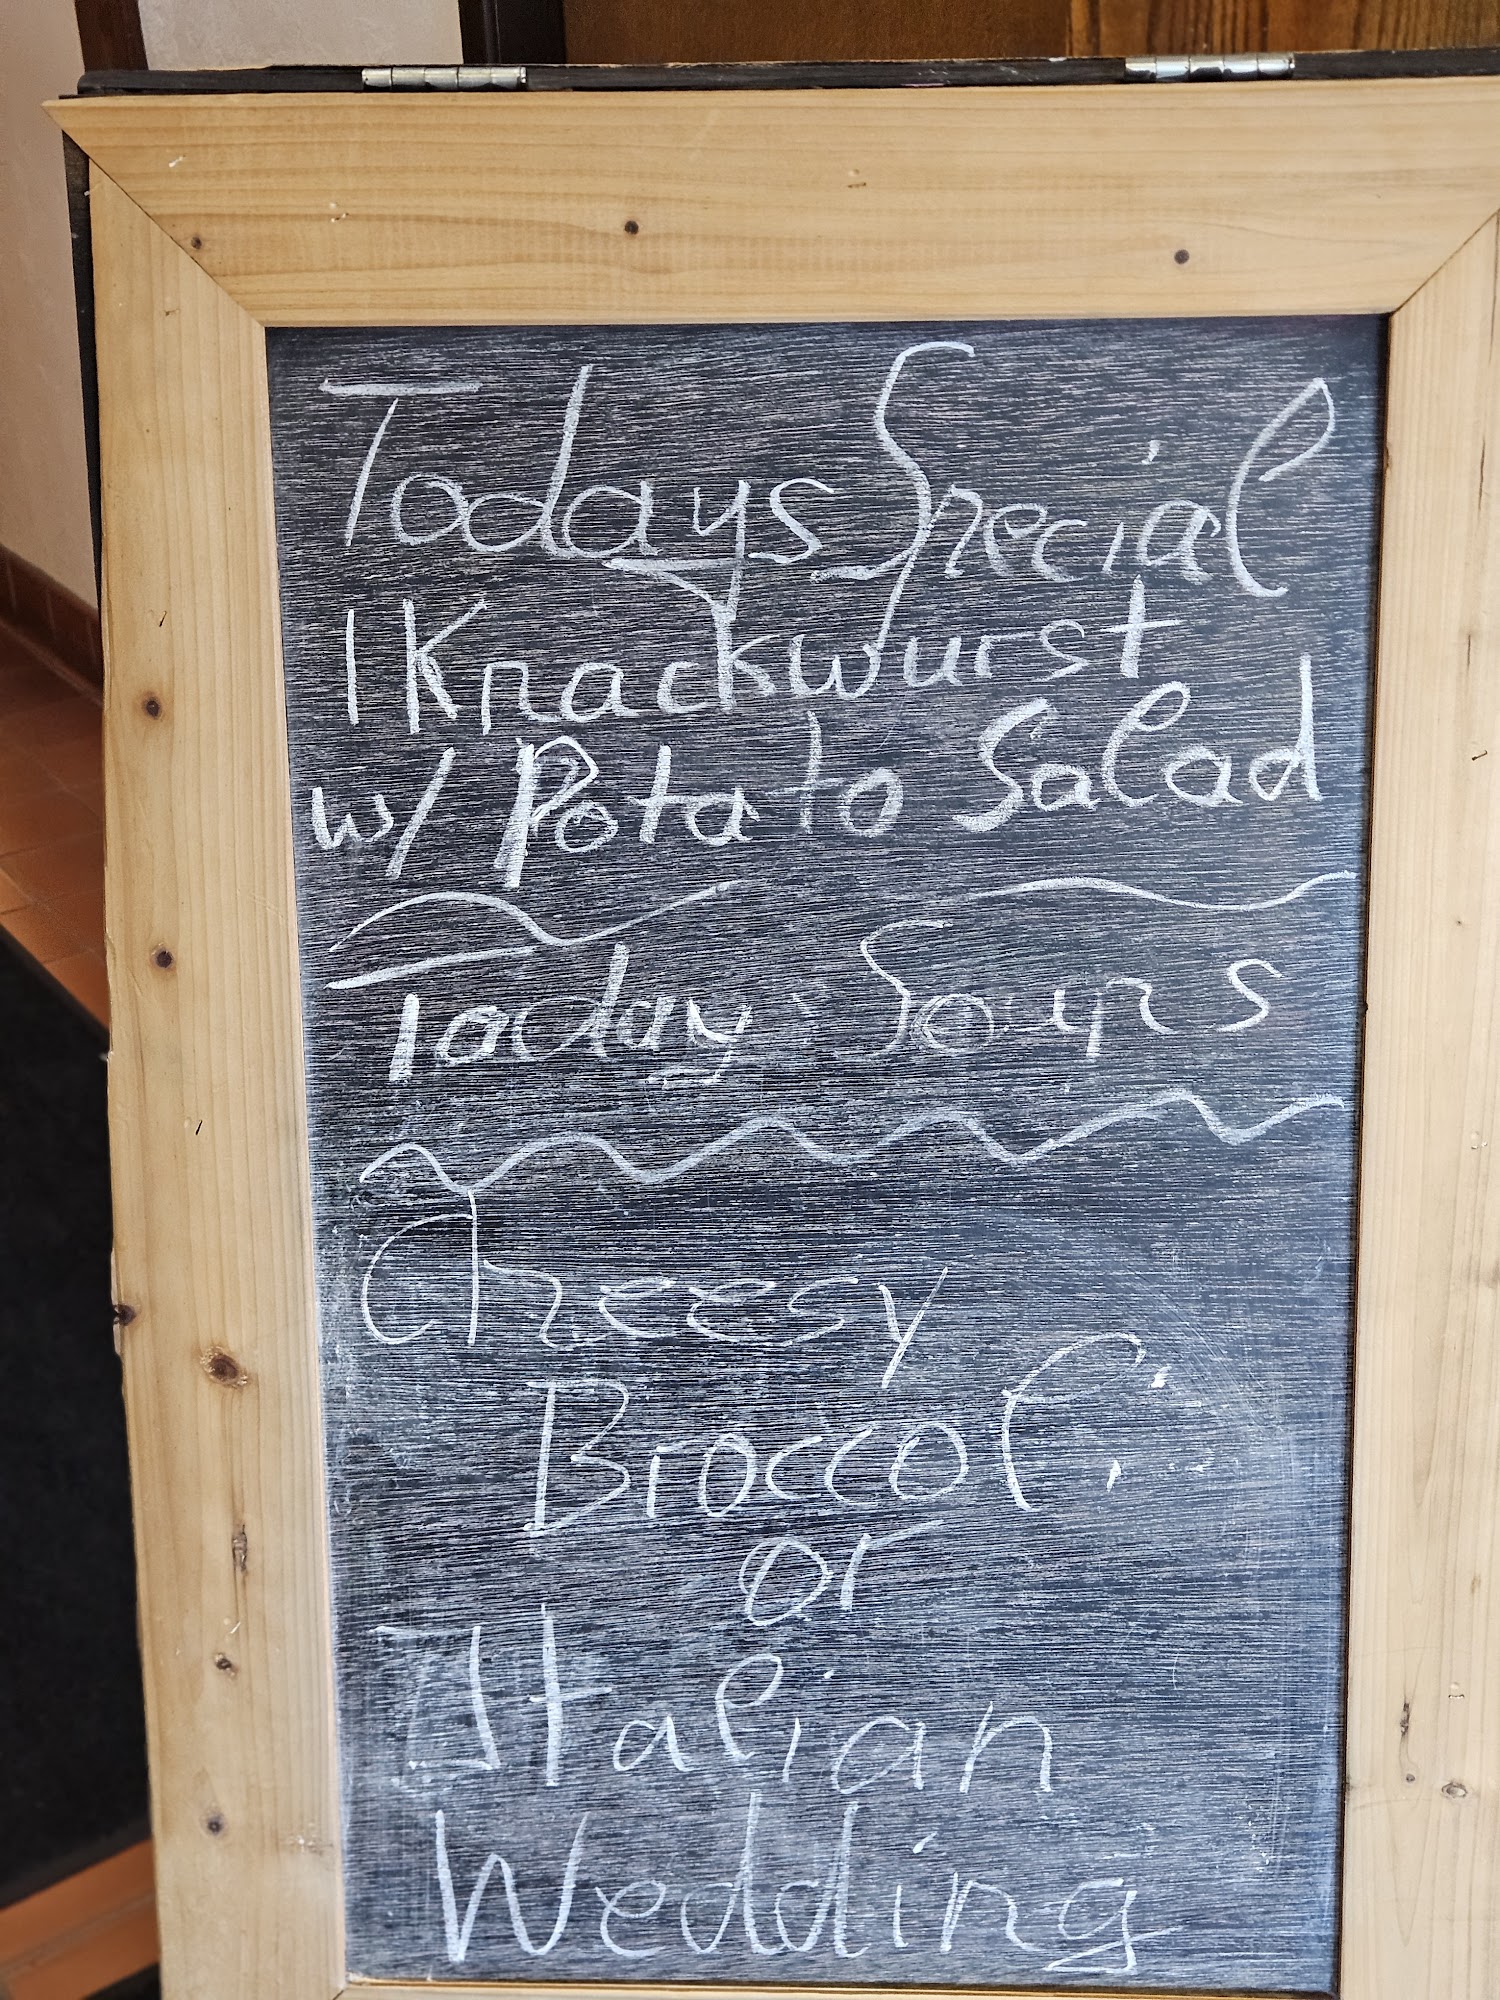 Todays Special
1 Knackwurst
w/ Potato Salad
Today Soups
Cheesy
Broccoli
or
Italian
Wedding